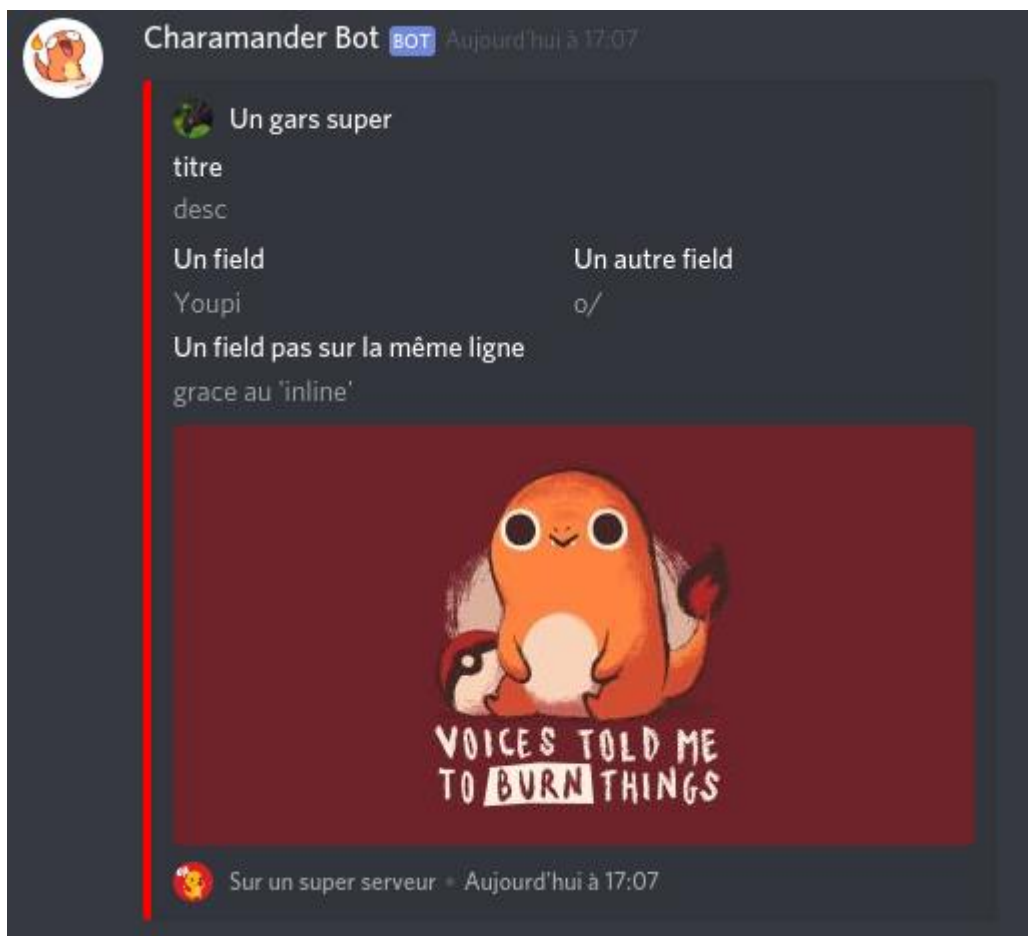 Charamander Bot BOT Aujourd'hui à 17:07
Un gars super
titre
desc
Un field Un autre field
Youpi o/
Un field pas sur la même ligne
grace au 'inline'
VOICES TOLD ME
TO BURN THINGS
Sur un super serveur • Aujourd'hui à 17:07